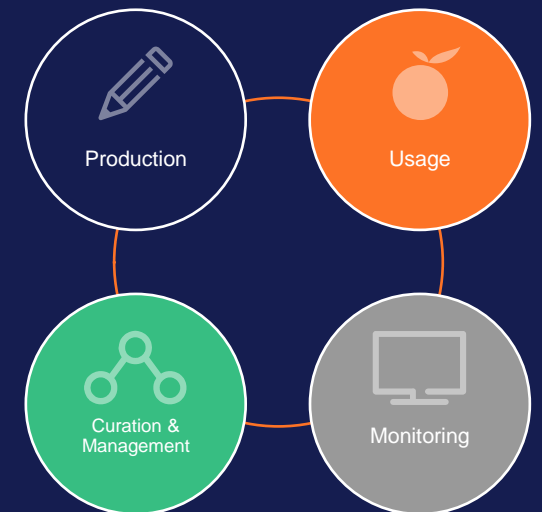 Production
Usage
Curation &
Management
Monitoring